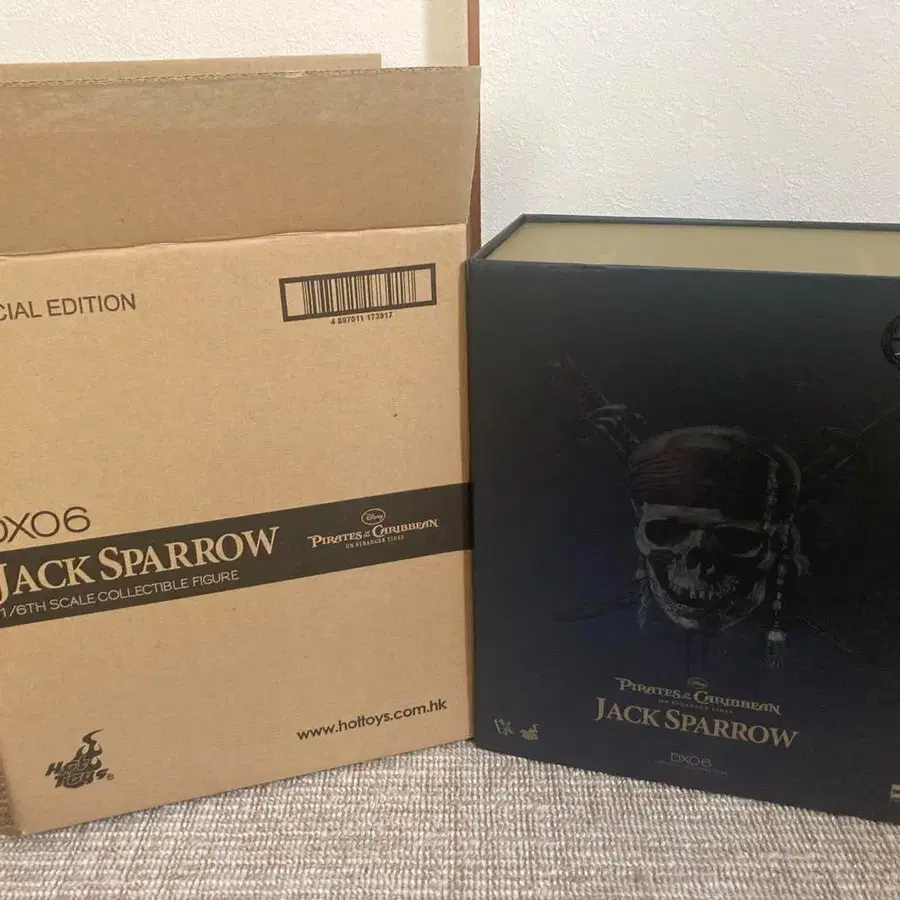 CIAL EDITION
4 897011 173917
DX06
JACK SPARROW
1/6TH SCALE COLLECTIBLE FIGURE
Disney
PIRATES of the CARIBBEAN
ON STRANGER TIDES
www.hottoys.com.hk
HOT TOYS®
Disney
PIRATES of the CARIBBEAN
ON STRANGER TIDES
JACK SPARROW
DX
DX06